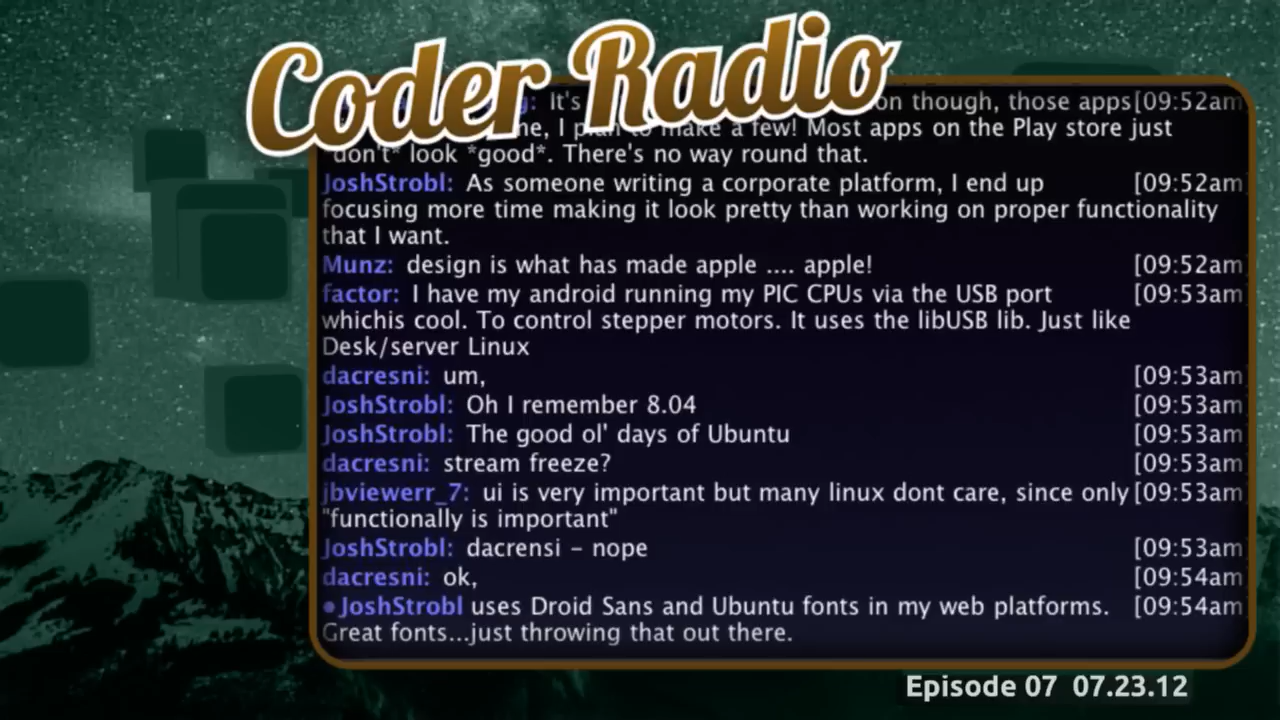 Coder Radio
It's on though, those apps[09:52am
I plan to make a few! Most apps on the Play store just
*don't* look *good*. There's no way round that.
JoshStrobl: As someone writing a corporate platform, I end up [09:52am
focusing more time making it look pretty than working on proper functionality
that I want.
Munz: design is what has made apple .... apple! [09:52am
factor: I have my android running my PIC CPUs via the USB port [09:53am
whichis cool. To control stepper motors. It uses the libUSB lib. Just like
Desk/server Linux
dacresni: um, [09:53am
JoshStrobl: Oh I remember 8.04 [09:53am
JoshStrobl: The good ol' days of Ubuntu [09:53am
dacresni: stream freeze? [09:53am
jbviewerr_7: ui is very important but many linux dont care, since only [09:53am
"functionally is important"
JoshStrobl: dacrensi – nope [09:53am
dacresni: ok, [09:54am
•JoshStrobl uses Droid Sans and Ubuntu fonts in my web platforms. [09:54am
Great fonts...just throwing that out there.
Episode 07 07.23.12